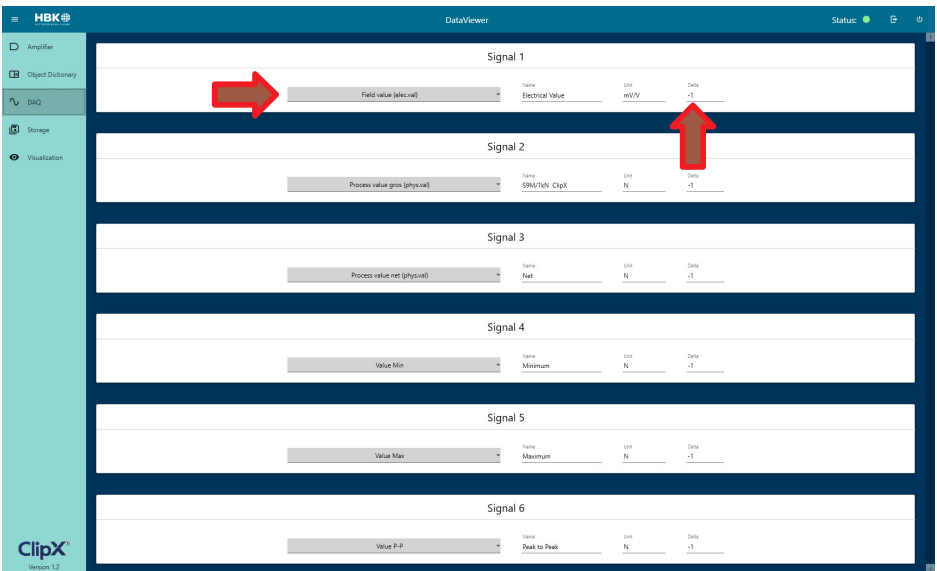 HBK
DataViewer
Status:
Amplifier
Object Dictionary
DAQ
Storage
Visualization
Signal 1
Field value (elec.val)
Name
Electrical Value
Unit
mV/V
Delta
-1
Signal 2
Process value gros (phys.val)
Name
S9M/1kN ClipX
Unit
N
Delta
-1
Signal 3
Process value net (phys.val)
Name
Net
Unit
N
Delta
-1
Signal 4
Value Min
Name
Minimum
Unit
N
Delta
-1
Signal 5
Value Max
Name
Maximum
Unit
N
Delta
-1
Signal 6
Value P-P
Name
Peak to Peak
Unit
N
Delta
-1
ClipX®
Version 1.2